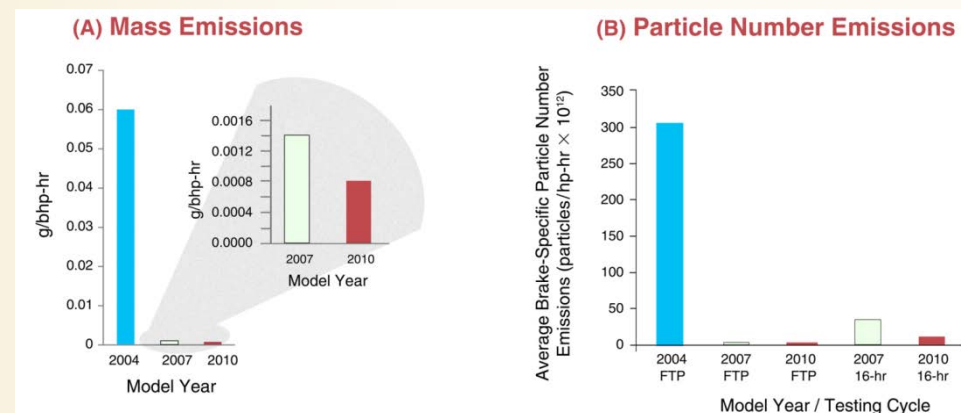 (A) Mass Emissions
0.07
0.06
0.05
0.04
0.03
0.02
0.01
0
g/bhp-hr
2004 2007 2010
Model Year
0.0016
0.0012
0.0008
0.0004
0.0000
g/bhp-hr
2007 2010
Model Year
(B) Particle Number Emissions
Average Brake-Specific Particle Number
Emissions (particles/hp-hr × 10¹²)
350
300
250
200
150
100
50
0
2004 2007 2010 2007 2010
FTP FTP FTP 16-hr 16-hr
Model Year / Testing Cycle